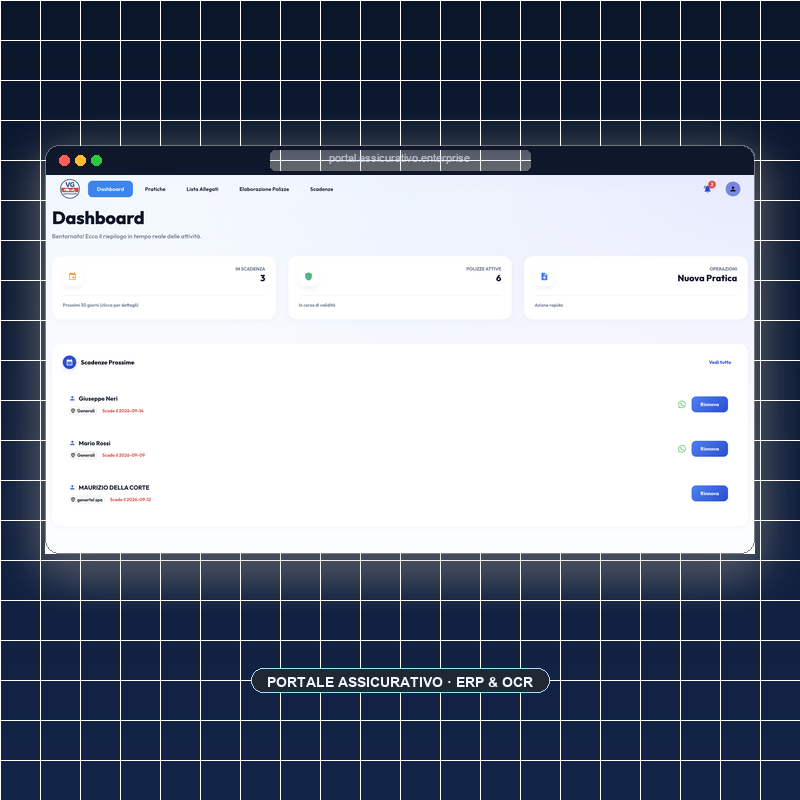 portal.assicurativo.enterprise
VG
Dashboard
Pratiche
Lista Allegati
Elaborazione Polizze
Scadenze
2
Dashboard
Bentornato! Ecco il riepilogo in tempo reale delle attività.
IN SCADENZA
3
Prossimi 30 giorni (clicca per dettagli)
POLIZZE ATTIVE
6
In corso di validità
OPERAZIONI
Nuova Pratica
Azione rapida
Scadenze Prossime
Vedi tutte
Giuseppe Neri
Generali Scade il 2026-09-14
Rinnova
Mario Rossi
Generali Scade il 2026-09-09
Rinnova
MAURIZIO DELLA CORTE
genertel spa Scade il 2026-09-12
Rinnova
PORTALE ASSICURATIVO · ERP & OCR